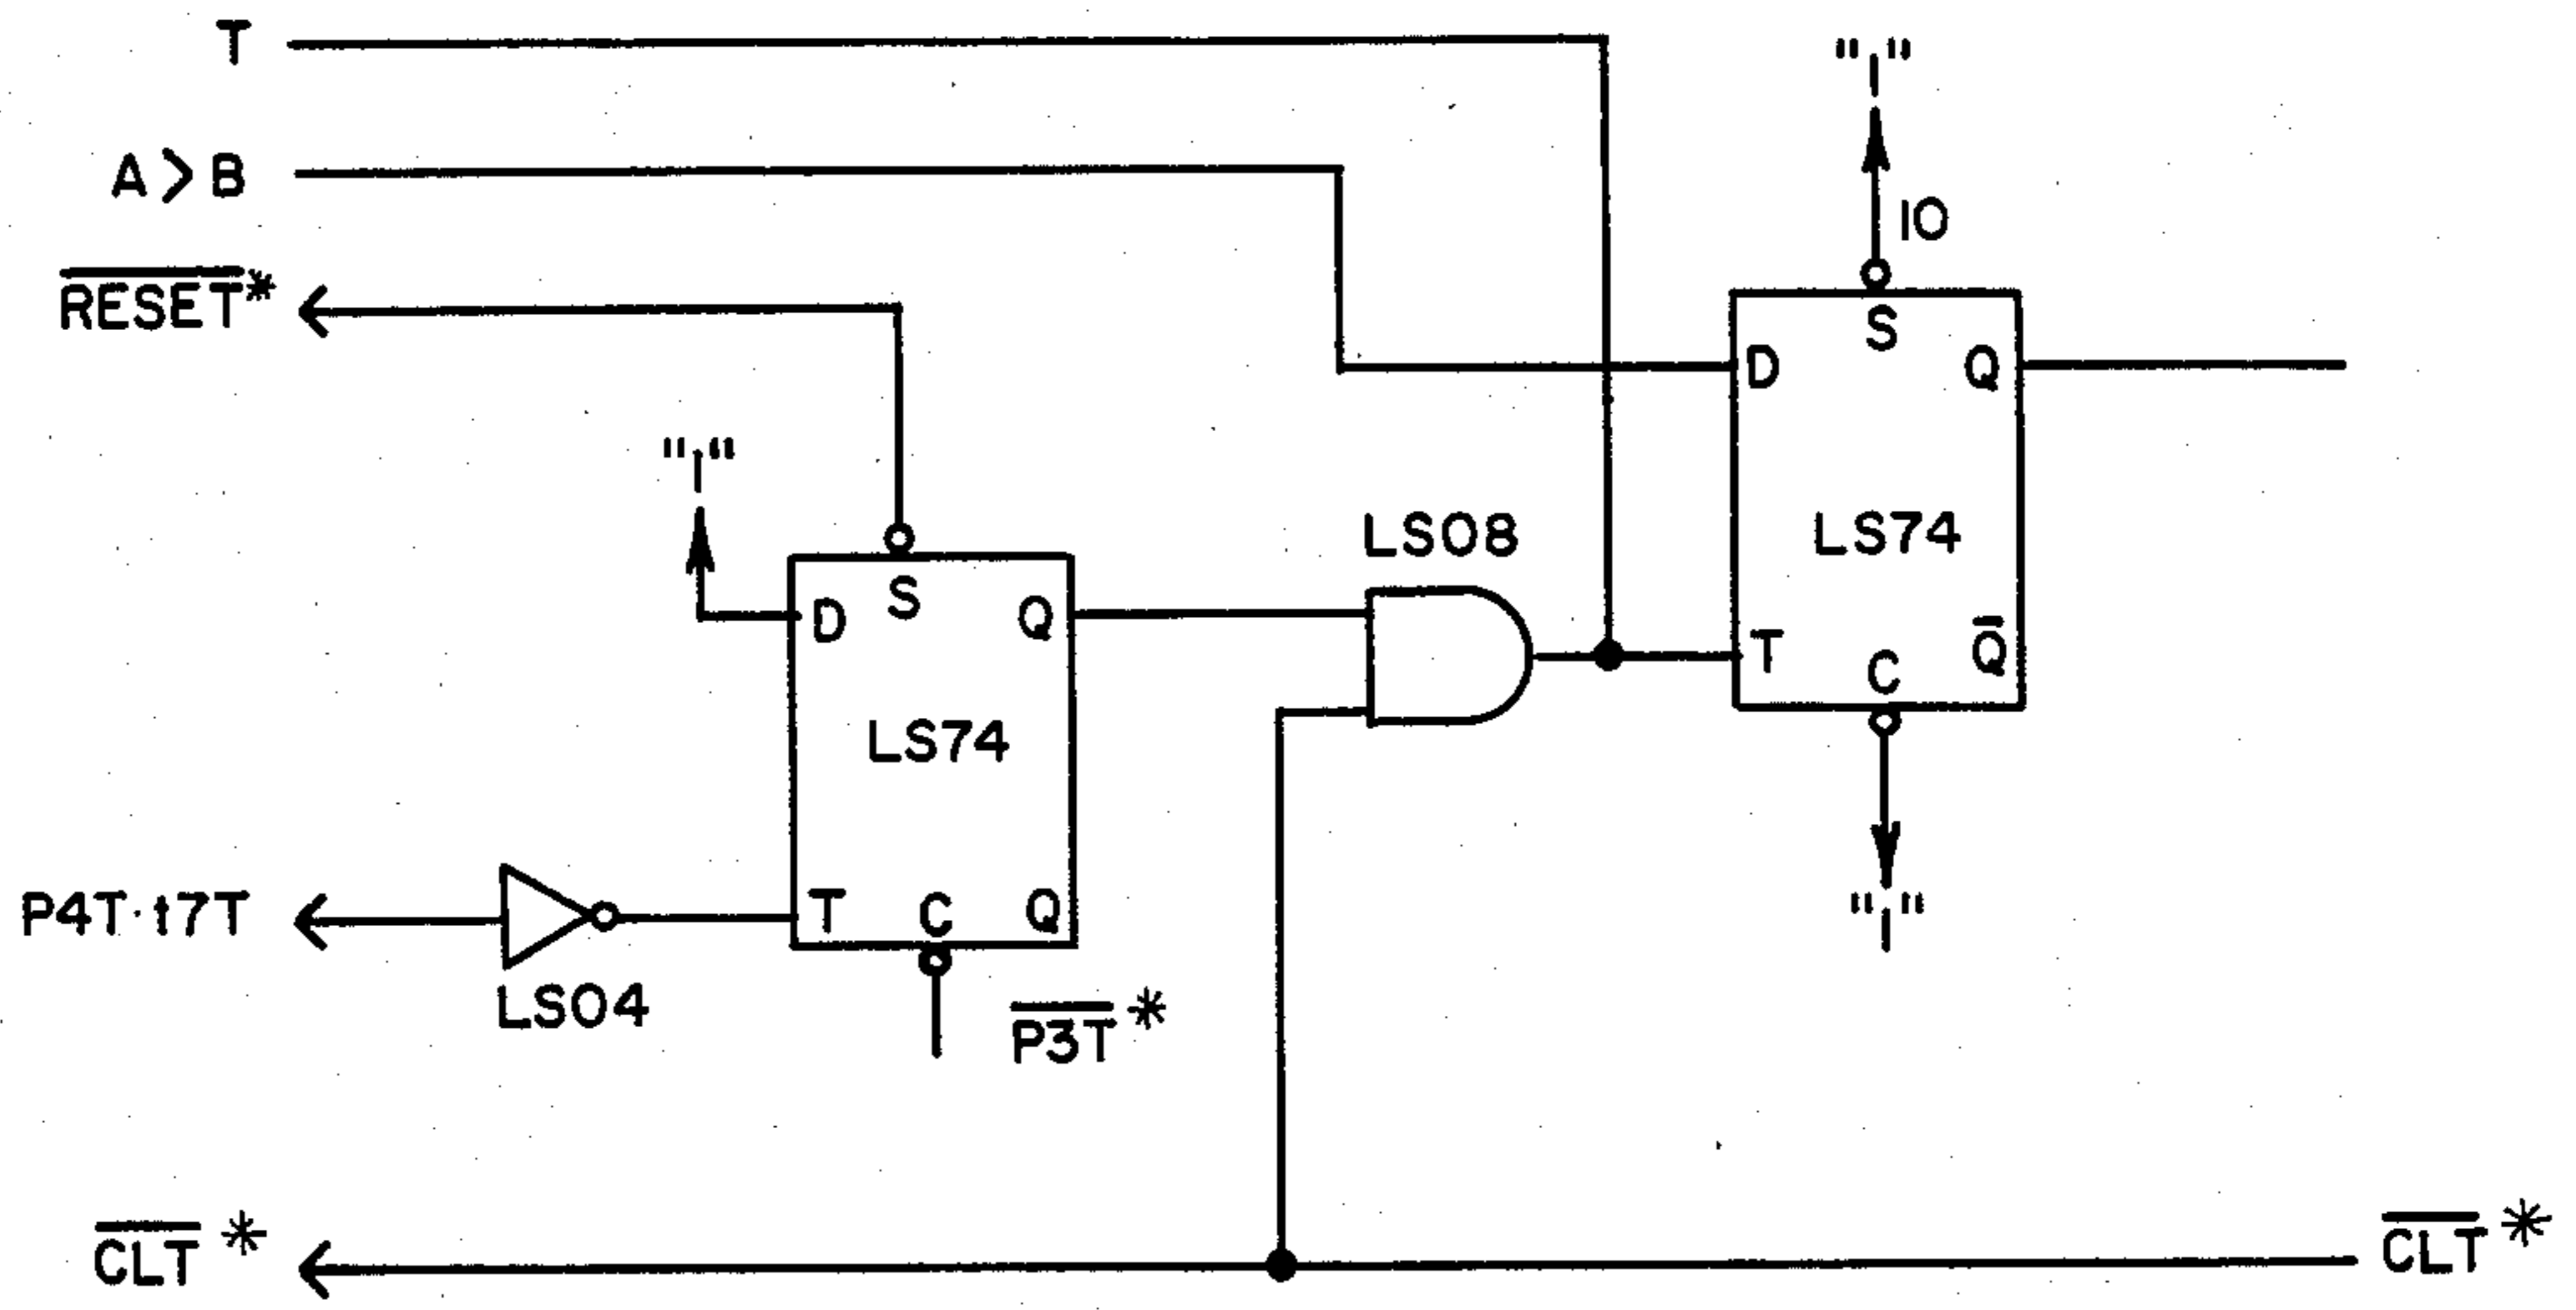 T
"1"
A>B
10
RESET*
S
D
Q
"1"
LS08
LS74
S
D
Q
T
C
Q̅
LS74
"1"
P4T·t7T
T
C
Q
LS04
P3T*
CLT*
CLT*